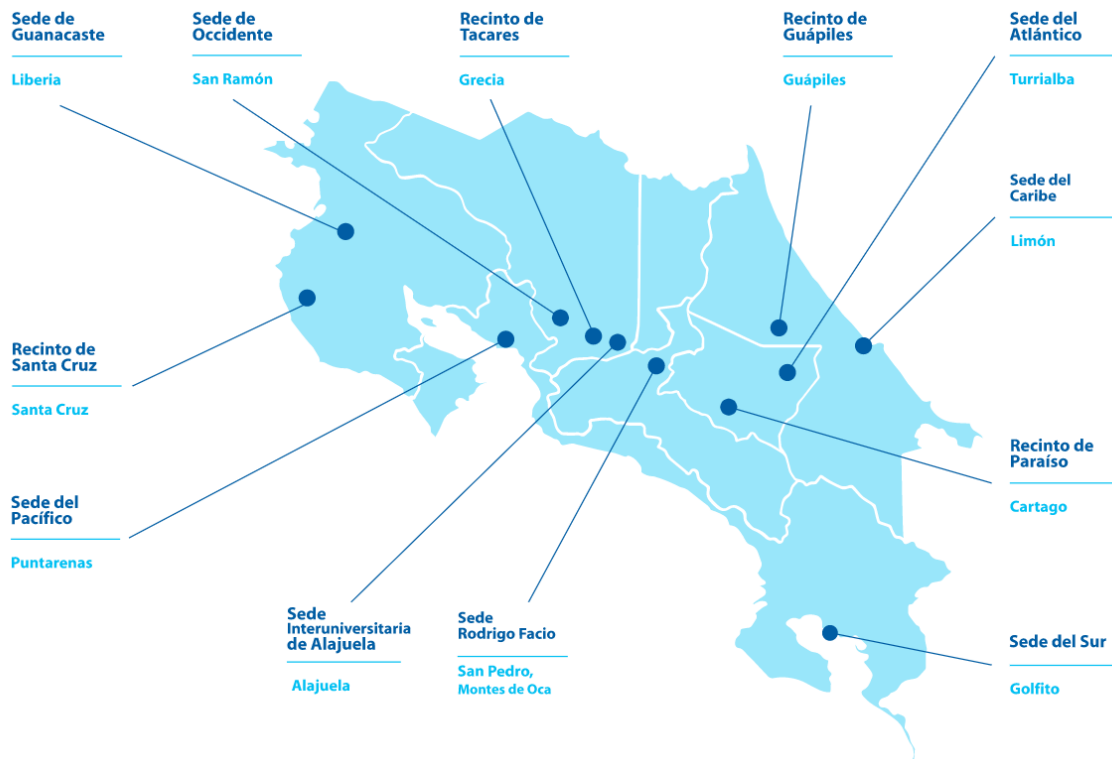 Sede de
Guanacaste
Liberia
Sede de
Occidente
San Ramón
Recinto de
Tacares
Grecia
Recinto de
Guápiles
Guápiles
Sede del
Atlántico
Turrialba
Sede del
Caribe
Limón
Recinto de
Santa Cruz
Santa Cruz
Recinto de
Paraíso
Cartago
Sede del
Pacífico
Puntarenas
Sede
Interuniversitaria
de Alajuela
Alajuela
Sede
Rodrigo Facio
San Pedro,
Montes de Oca
Sede del Sur
Golfito